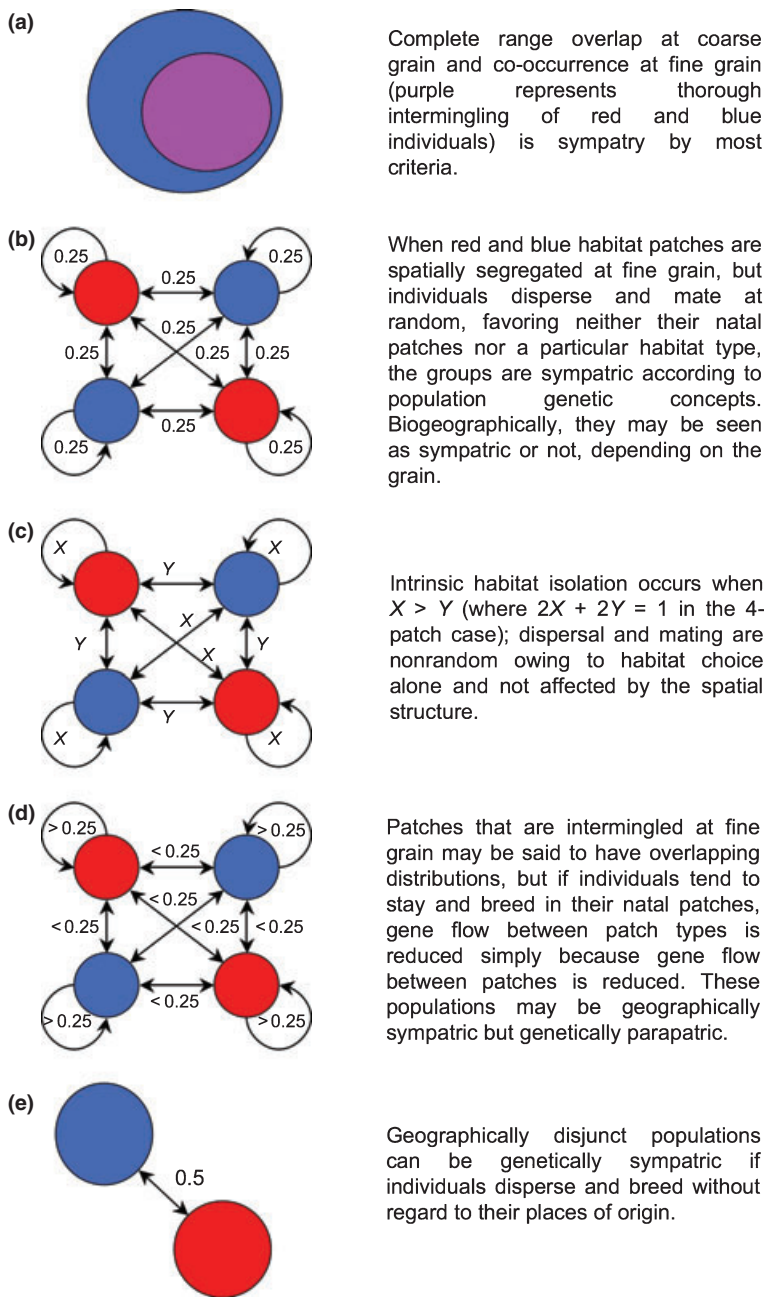 (a)
Complete range overlap at coarse
grain and co-occurrence at fine grain
(purple represents thorough
intermingling of red and blue
individuals) is sympatry by most
criteria.
(b)
0.25
0.25
0.25
0.25
0.25
0.25
0.25
0.25
0.25
0.25
When red and blue habitat patches are
spatially segregated at fine grain, but
individuals disperse and mate at
random, favoring neither their natal
patches nor a particular habitat type,
the groups are sympatric according to
population genetic concepts.
Biogeographically, they may be seen
as sympatric or not, depending on the
grain.
(c)
X
X
Y
X
Y
Y
X
Y
X
X
Intrinsic habitat isolation occurs when
X > Y (where 2X + 2Y = 1 in the 4-
patch case); dispersal and mating are
nonrandom owing to habitat choice
alone and not affected by the spatial
structure.
(d)
> 0.25
> 0.25
< 0.25
< 0.25
< 0.25
< 0.25
< 0.25
< 0.25
> 0.25
> 0.25
Patches that are intermingled at fine
grain may be said to have overlapping
distributions, but if individuals tend to
stay and breed in their natal patches,
gene flow between patch types is
reduced simply because gene flow
between patches is reduced. These
populations may be geographically
sympatric but genetically parapatric.
(e)
0.5
Geographically disjunct populations
can be genetically sympatric if
individuals disperse and breed without
regard to their places of origin.